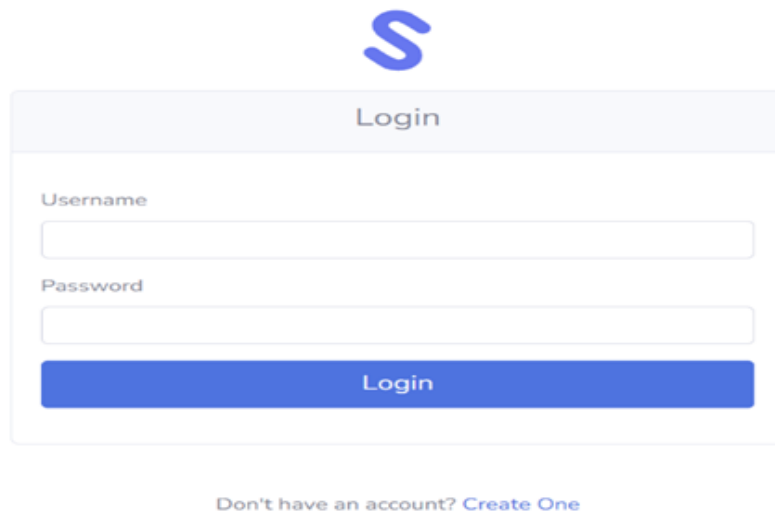 S
Login
Username
Password
Login
Don't have an account? Create One